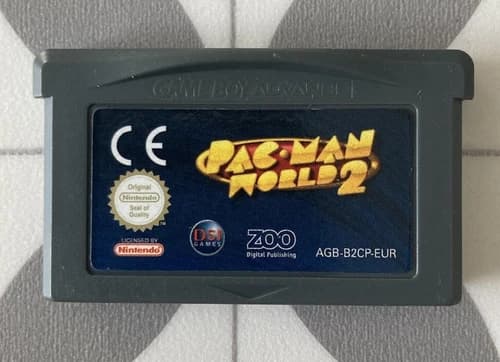 GAME BOY ADVANCE
CE
PAC-MAN
WORLD 2
Original
Nintendo
Seal of
Quality
TM
LICENSED BY
Nintendo
DSI
GAMES
ZOO
Digital Publishing
AGB-B2CP-EUR